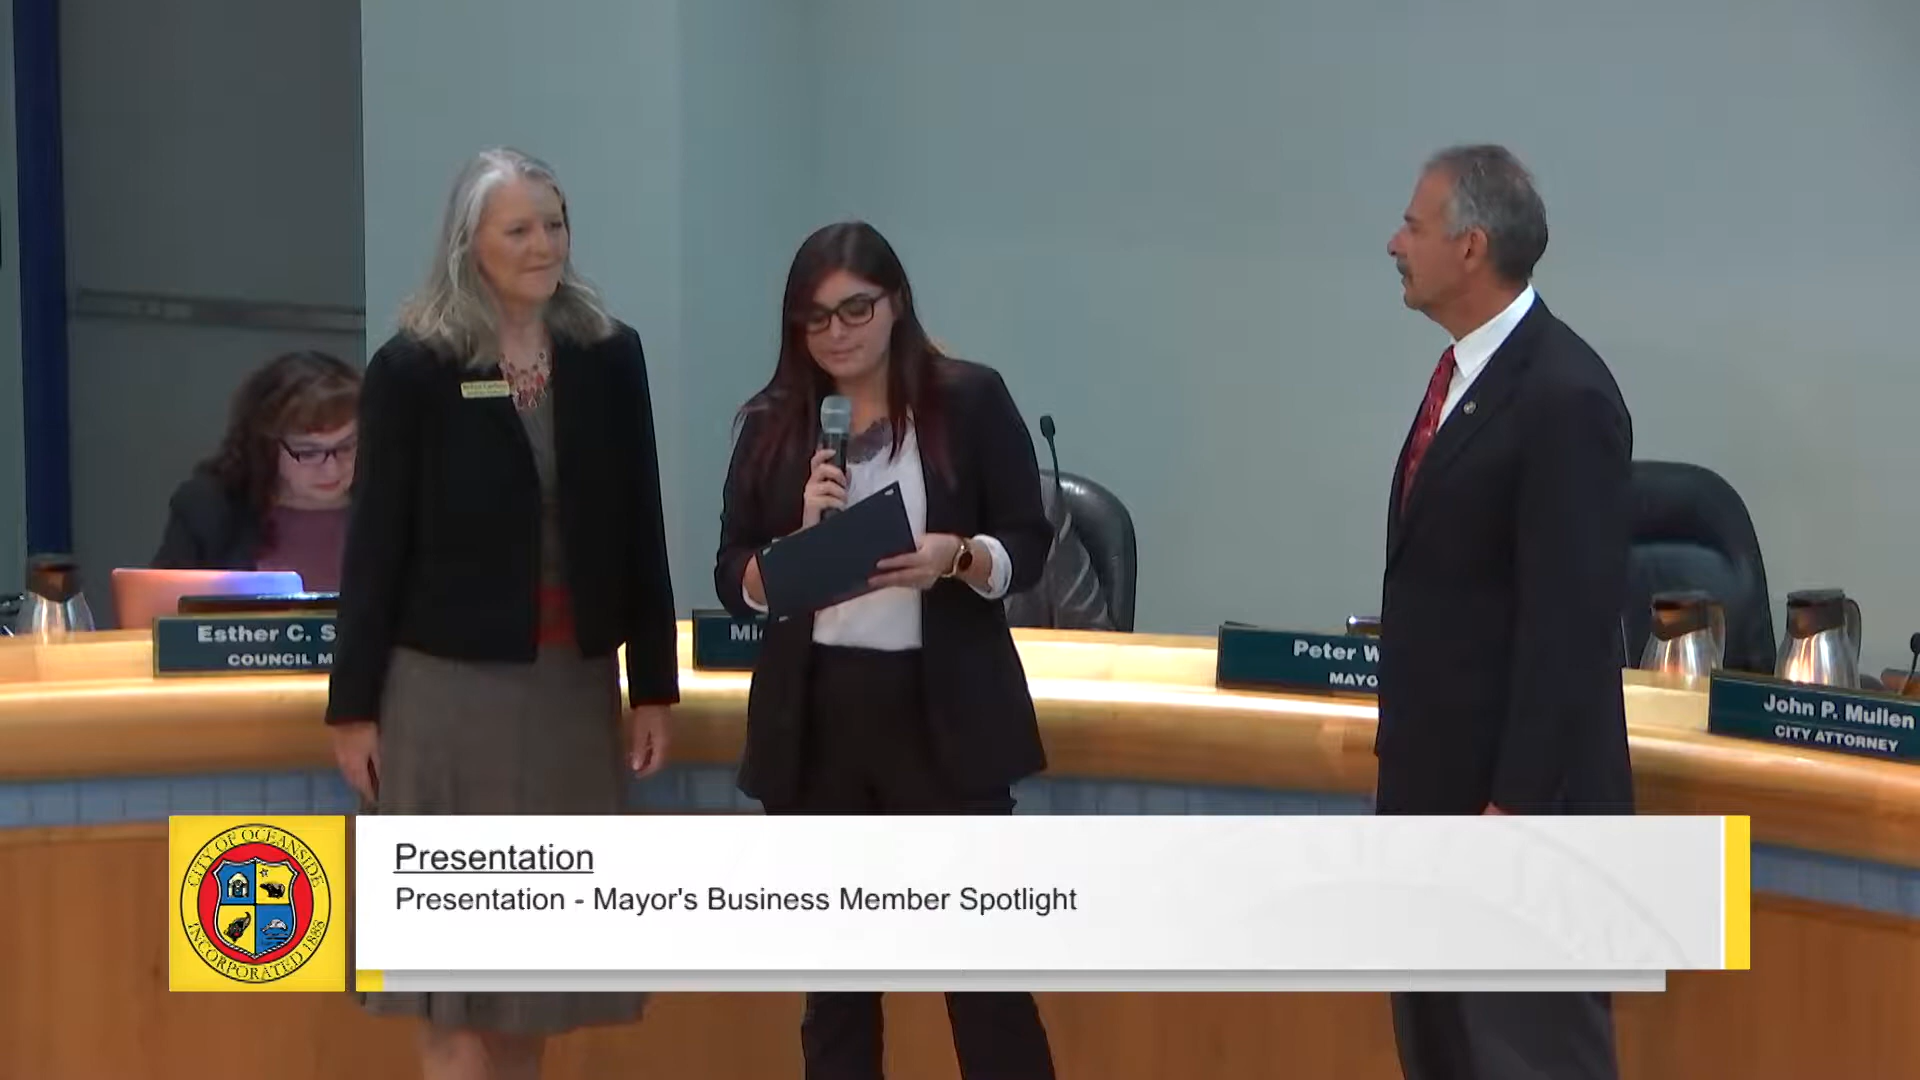 Esther C. S
COUNCIL M
Mi
Peter W
MAYO
John P. Mullen
CITY ATTORNEY
CITY OF OCEANSIDE
INCORPORATED 1888
Presentation
Presentation - Mayor's Business Member Spotlight